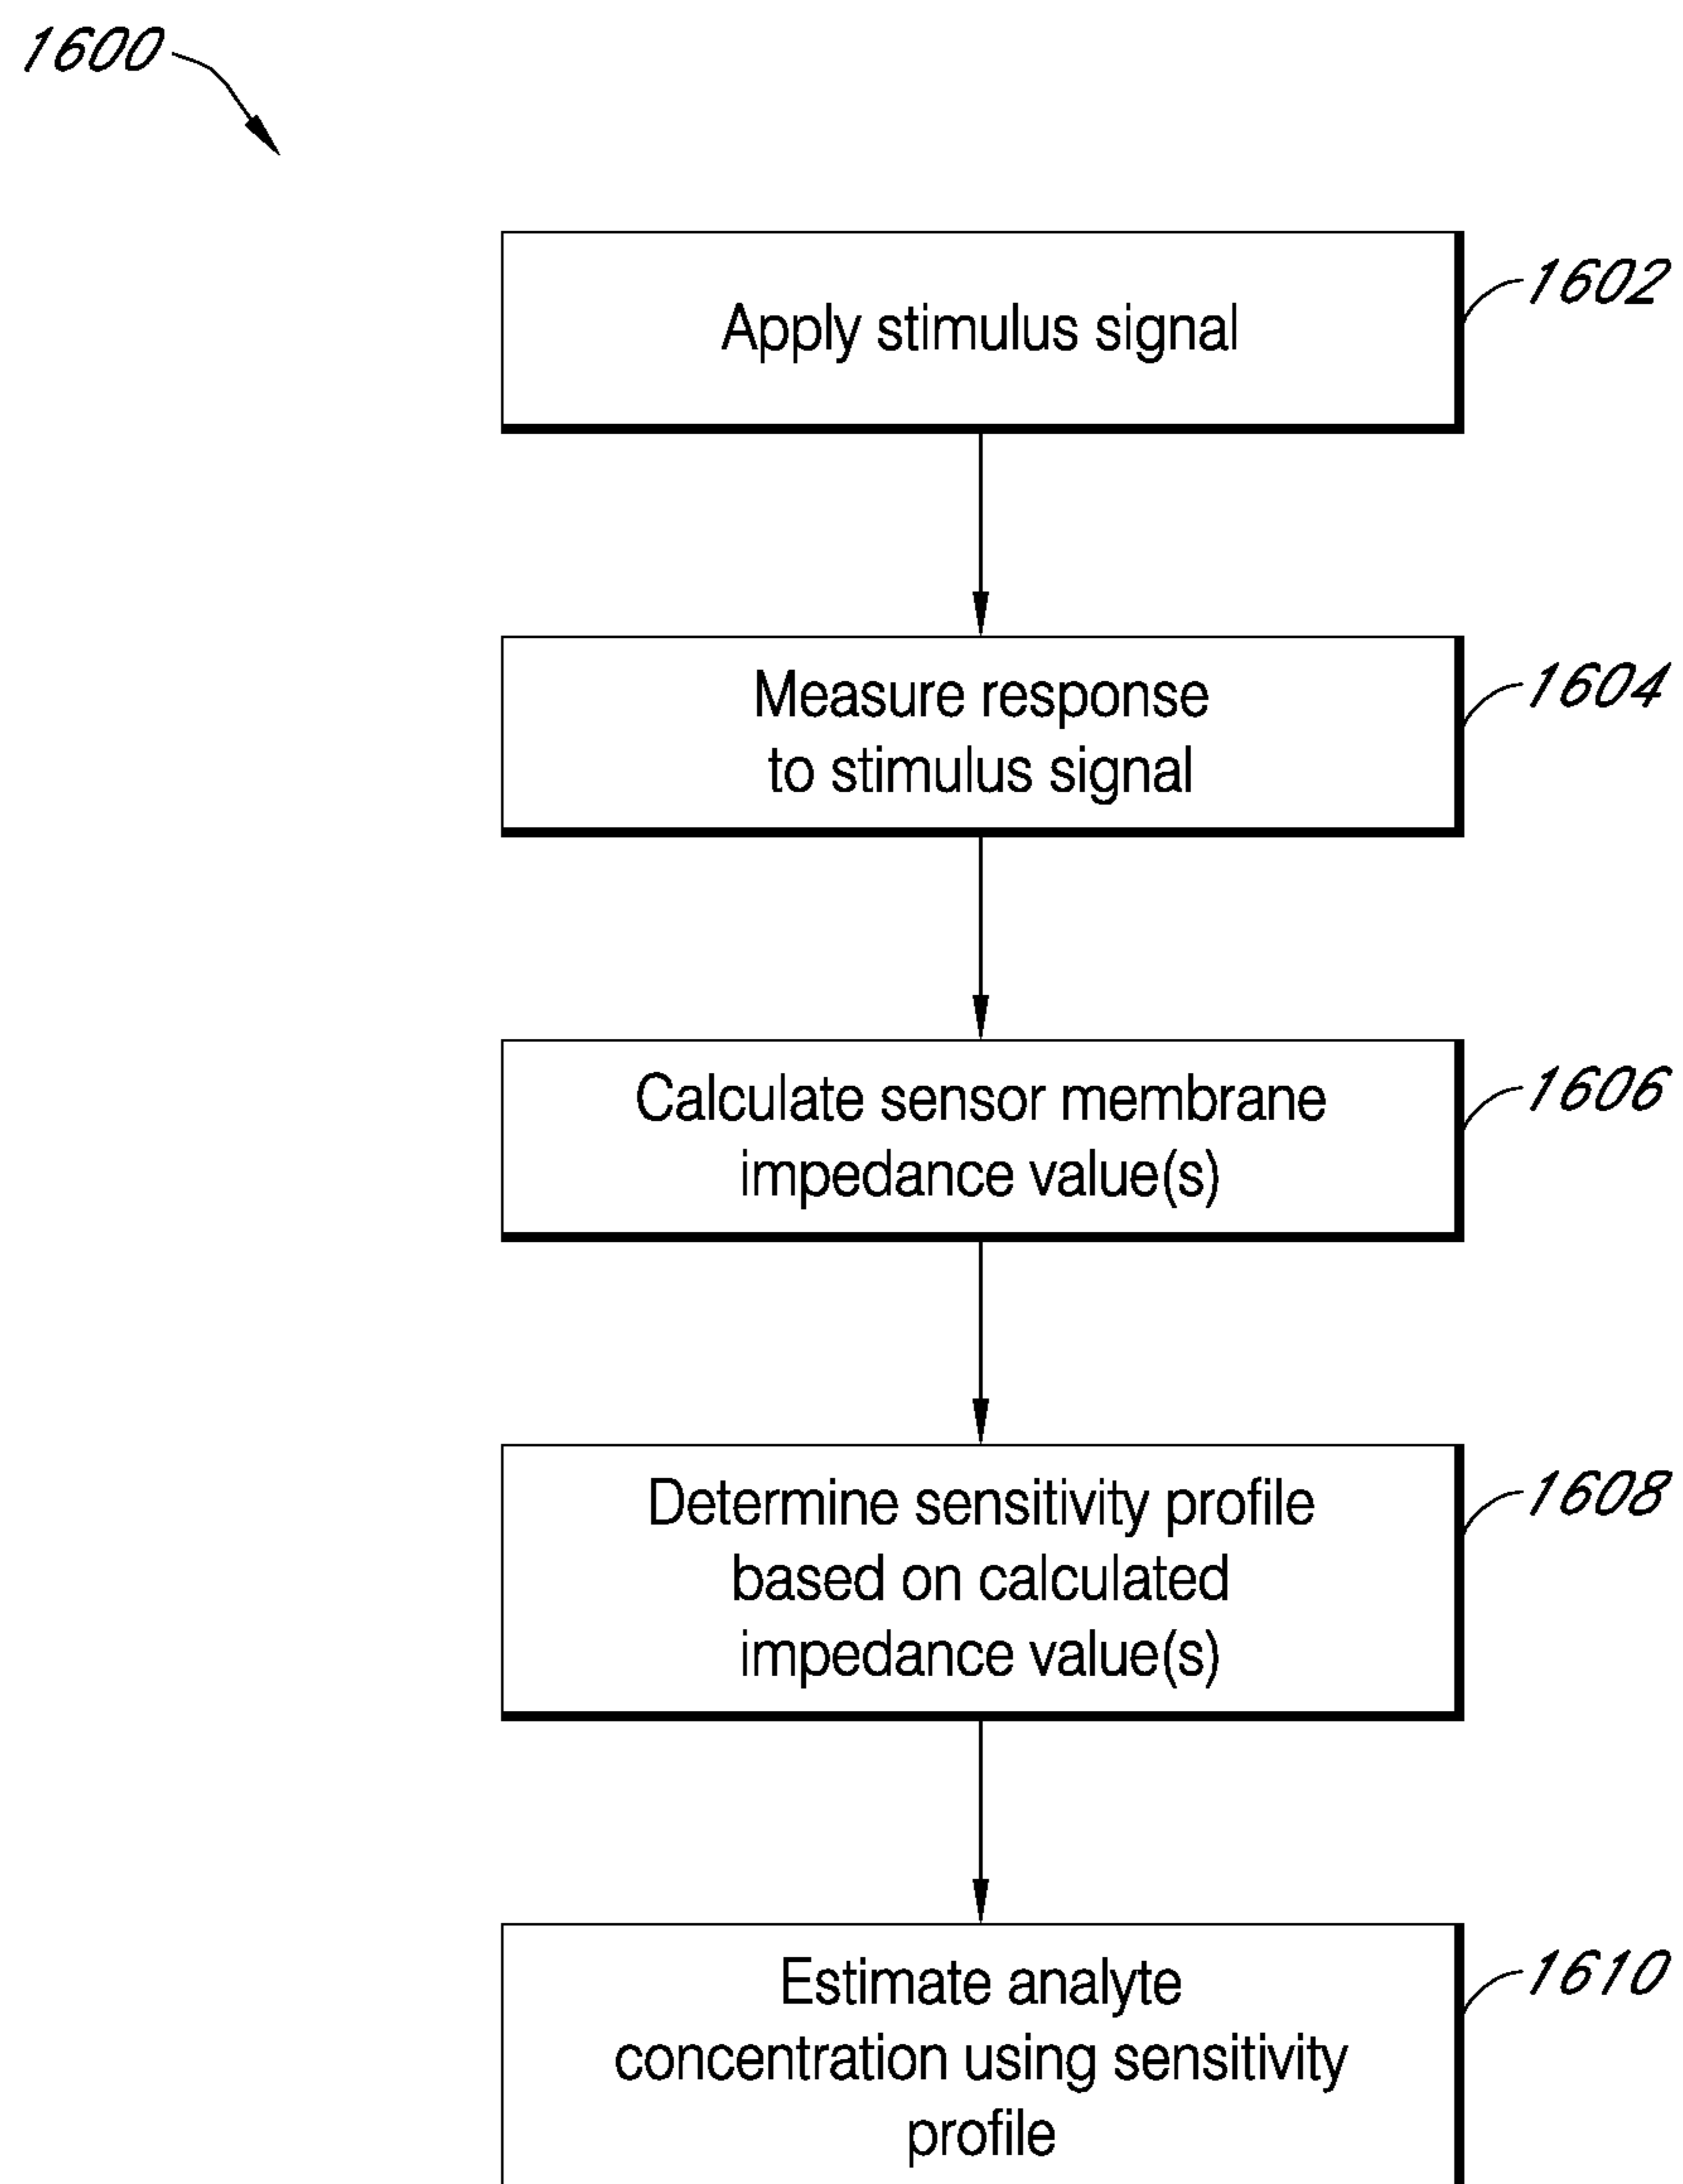 1600
1602
Apply stimulus signal
1604
Measure response
to stimulus signal
1606
Calculate sensor membrane
impedance value(s)
1608
Determine sensitivity profile
based on calculated
impedance value(s)
1610
Estimate analyte
concentration using sensitivity
profile